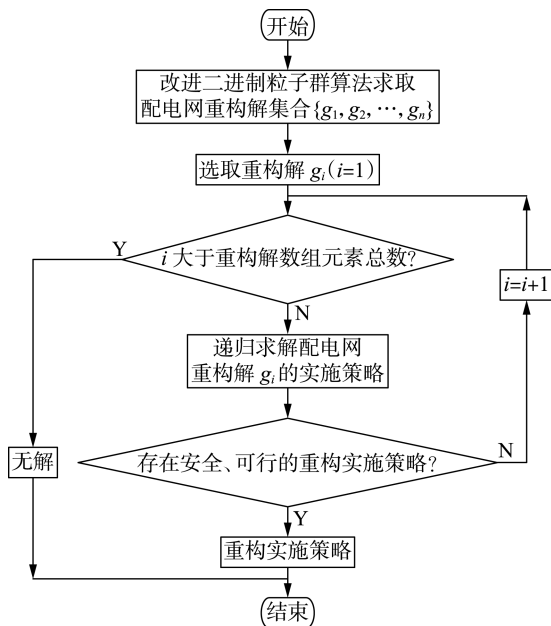 开始
改进二进制粒子群算法求取
配电网重构解集合{g₁, g₂, …, gₙ}
选取重构解 gᵢ(i=1)
Y
i 大于重构解数组元素总数?
i=i+1
N
递归求解配电网
重构解 gᵢ 的实施策略
无解
存在安全、可行的重构实施策略?
N
Y
重构实施策略
结束